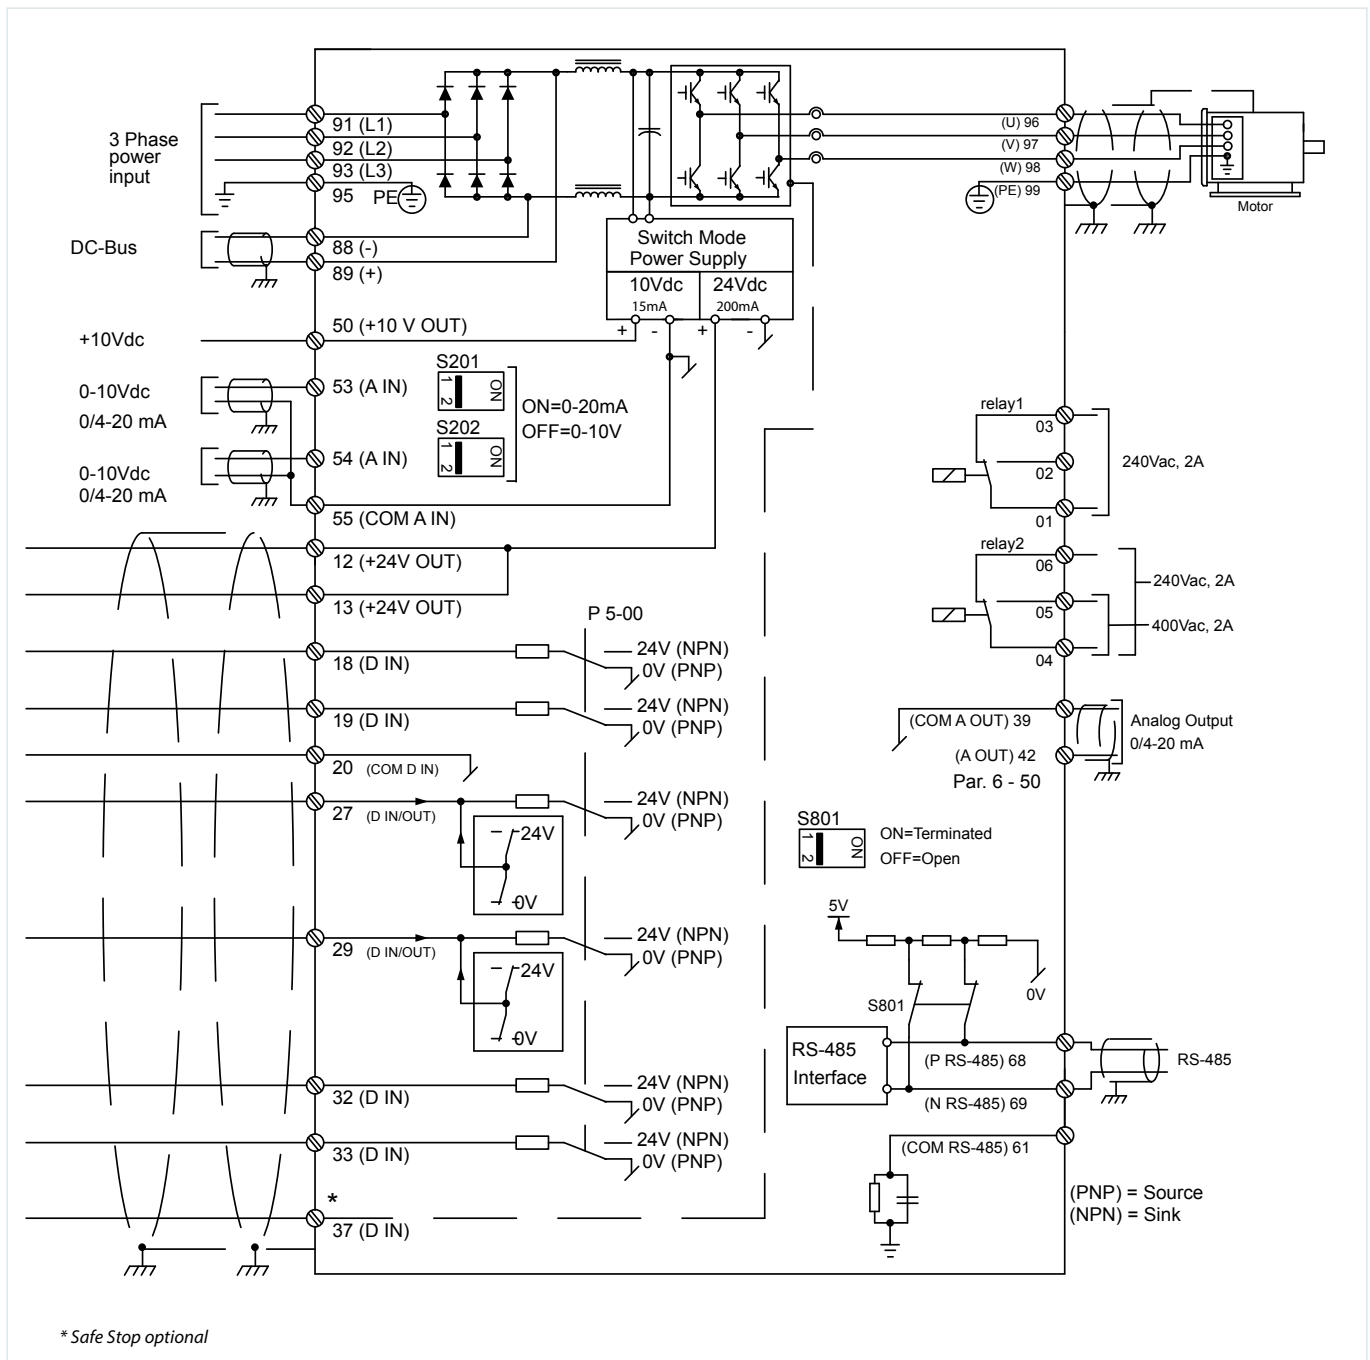 3 Phase
power
input
91 (L1)
92 (L2)
93 (L3)
95
PE
(U) 96
(V) 97
(W) 98
(PE) 99
Motor
DC-Bus
88 (-)
89 (+)
Switch Mode
Power Supply
10Vdc
15mA
24Vdc
200mA
+
-
+
-
+10Vdc
50 (+10 V OUT)
0-10Vdc
0/4-20 mA
53 (A IN)
S201
1
2
ON
S202
1
2
ON
ON=0-20mA
OFF=0-10V
0-10Vdc
0/4-20 mA
54 (A IN)
55 (COM A IN)
12 (+24V OUT)
13 (+24V OUT)
relay1
03
02
01
240Vac, 2A
relay2
06
05
04
240Vac, 2A
400Vac, 2A
P 5-00
18 (D IN)
24V (NPN)
0V (PNP)
19 (D IN)
24V (NPN)
0V (PNP)
20 (COM D IN)
27 (D IN/OUT)
24V (NPN)
0V (PNP)
24V
0V
29 (D IN/OUT)
24V (NPN)
0V (PNP)
24V
0V
32 (D IN)
24V (NPN)
0V (PNP)
33 (D IN)
24V (NPN)
0V (PNP)
*
37 (D IN)
(COM A OUT) 39
(A OUT) 42
Analog Output
0/4-20 mA
Par. 6 - 50
S801
1
2
ON
ON=Terminated
OFF=Open
5V
0V
S801
RS-485
Interface
(P RS-485) 68
(N RS-485) 69
RS-485
(COM RS-485) 61
(PNP) = Source
(NPN) = Sink
* Safe Stop optional